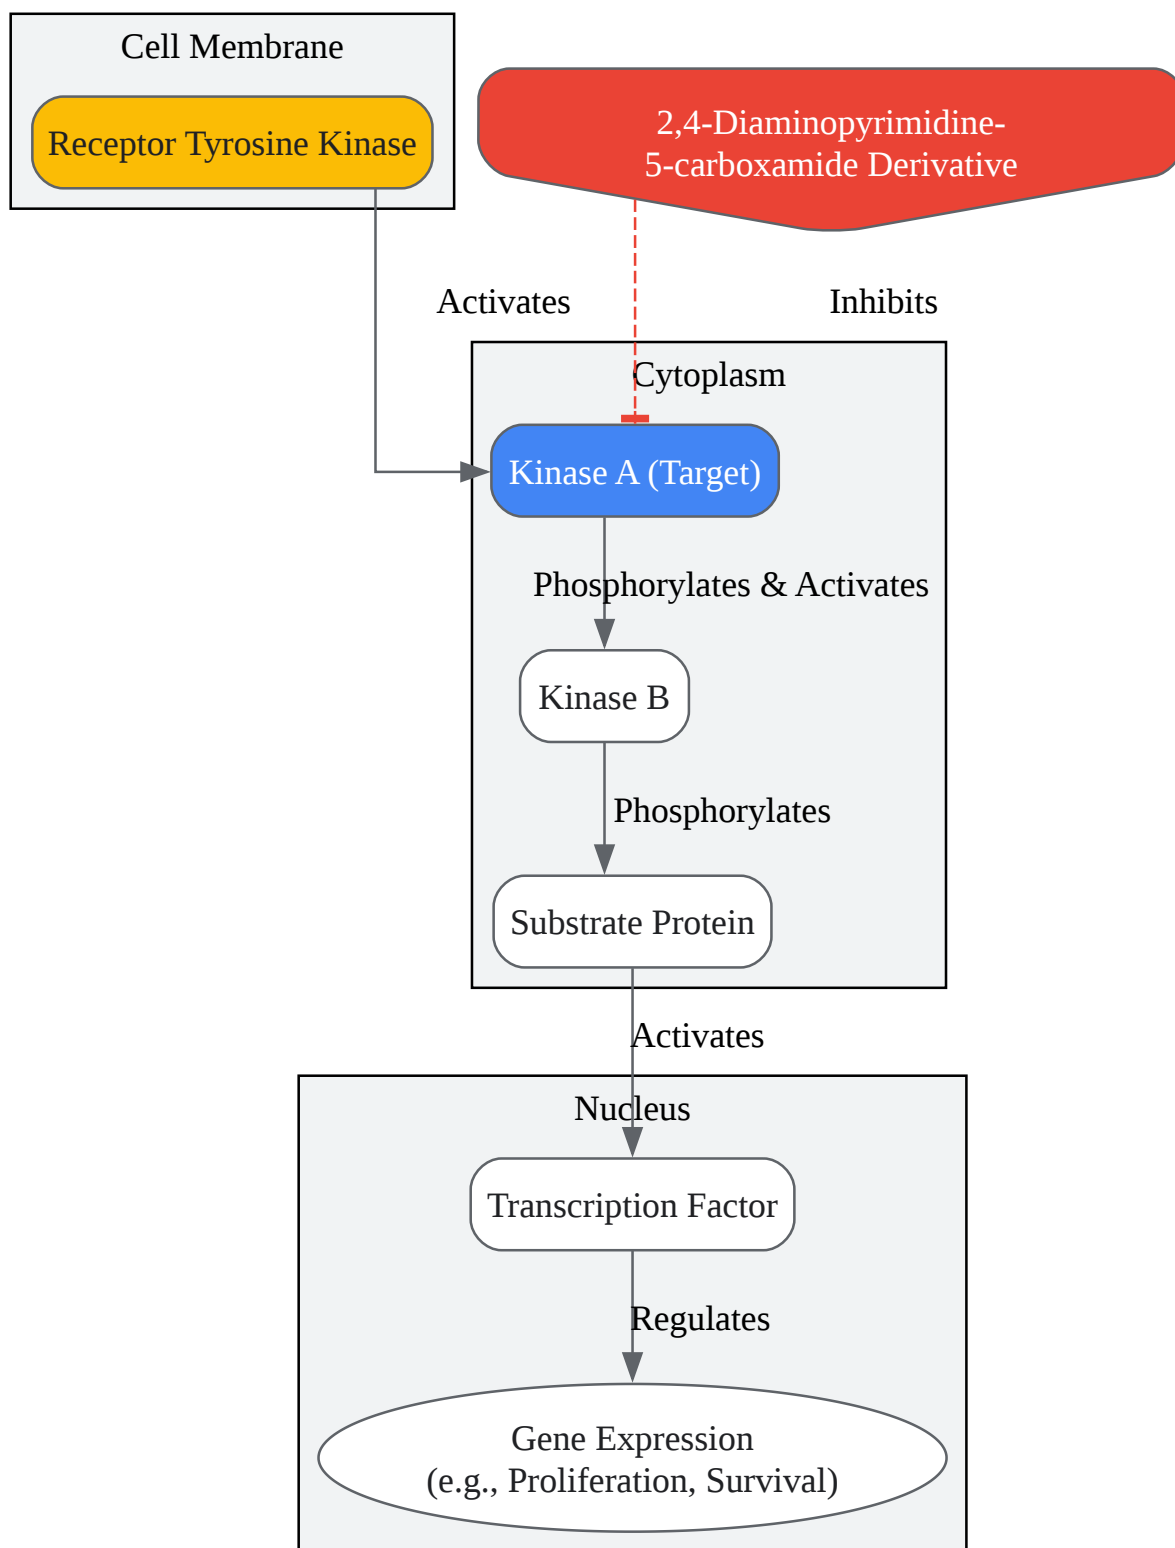 Cell Membrane
Receptor Tyrosine Kinase
2,4-Diaminopyrimidine-
5-carboxamide Derivative
Activates
Inhibits
Cytoplasm
Kinase A (Target)
Phosphorylates & Activates
Kinase B
Phosphorylates
Substrate Protein
Activates
Nucleus
Transcription Factor
Regulates
Gene Expression
(e.g., Proliferation, Survival)